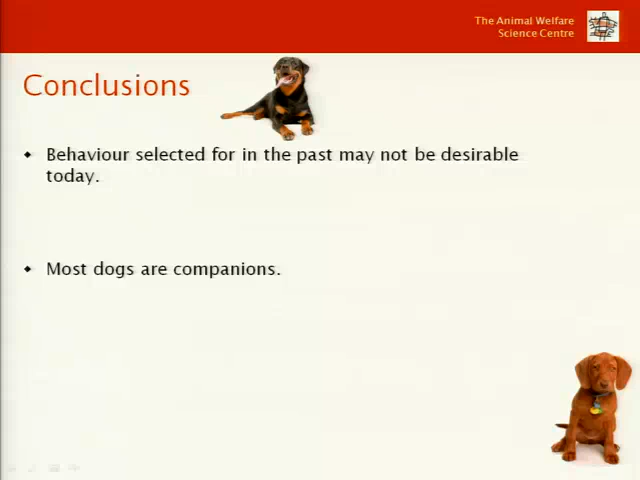 The Animal Welfare
Science Centre
Conclusions
Behaviour selected for in the past may not be desirable
today.
Most dogs are companions.